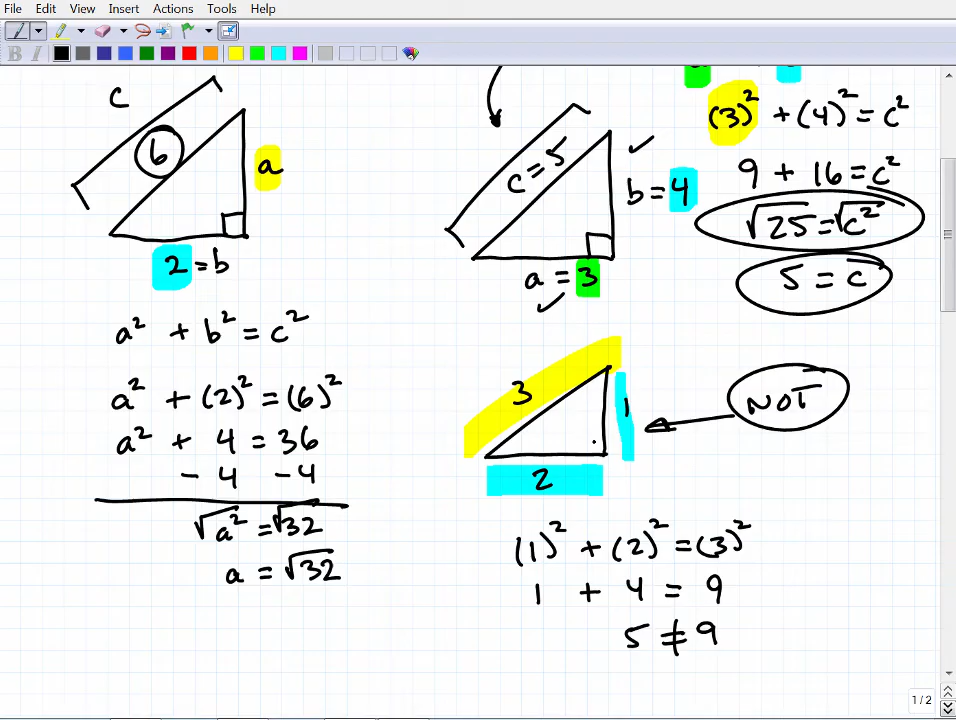 File Edit View Insert Actions Tools Help
B I
c
6
a
2 = b
a² + b² = c²
a² + (2)² = (6)²
a² + 4 = 36
- 4 - 4
√a² = √32
a = √32
c = 5
b = 4
a = 3
(3)² + (4)² = c²
9 + 16 = c²
√25 = √c²
5 = c
3
1
2
NOT
(1)² + (2)² = (3)²
1 + 4 = 9
5 ≠ 9
1 / 2